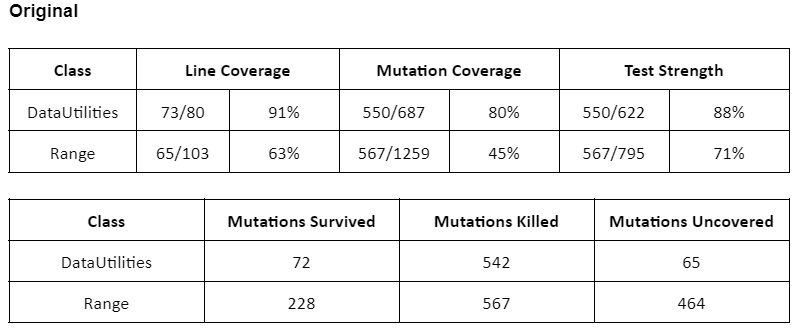 Original
Class Line Coverage Mutation Coverage Test Strength
DataUtilities 73/80 91% 550/687 80% 550/622 88%
Range 65/103 63% 567/1259 45% 567/795 71%
Class Mutations Survived Mutations Killed Mutations Uncovered
DataUtilities 72 542 65
Range 228 567 464